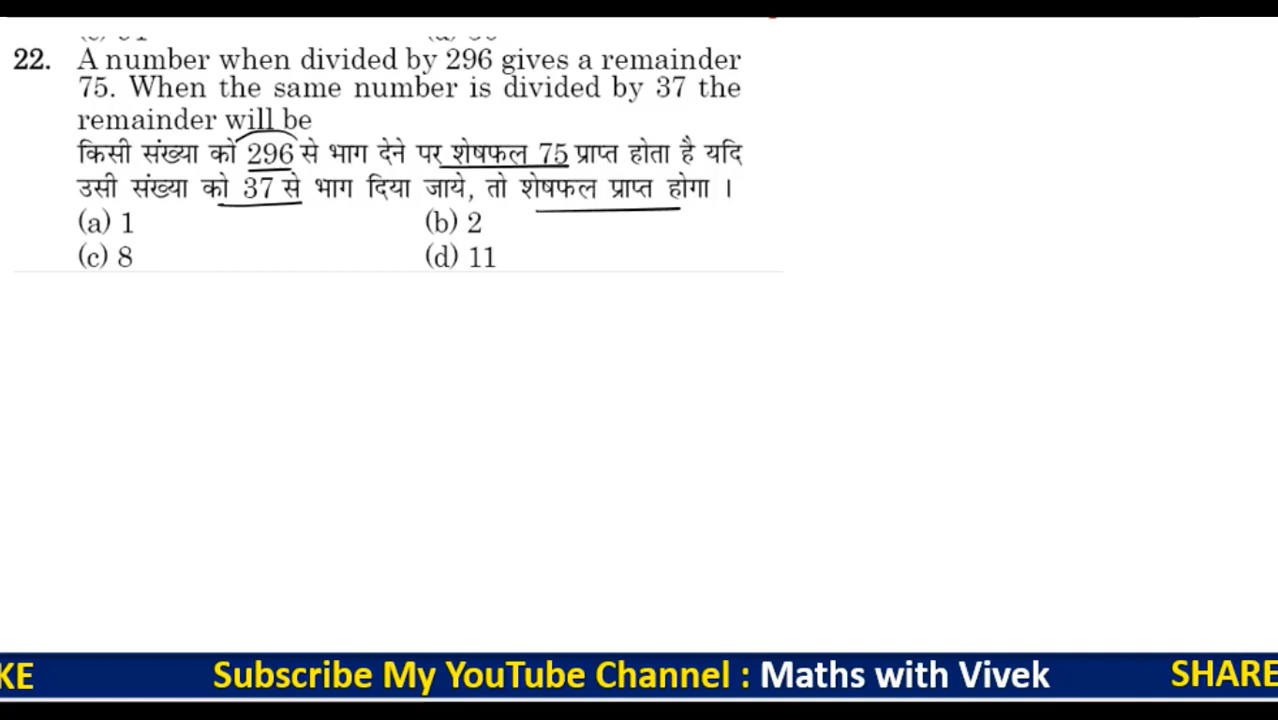 22. A number when divided by 296 gives a remainder
75. When the same number is divided by 37 the
remainder will be
किसी संख्या को 296 से भाग देने पर शेषफल 75 प्राप्त होता है यदि
उसी संख्या को 37 से भाग दिया जाये, तो शेषफल प्राप्त होगा ।
(a) 1 (b) 2
(c) 8 (d) 11
KE Subscribe My YouTube Channel : Maths with Vivek SHARE